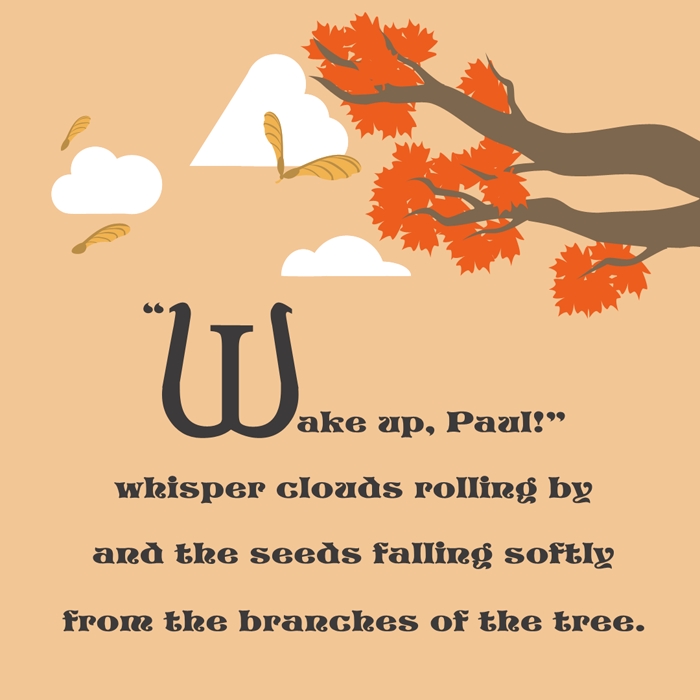 “Wake up, Paul!”
whisper clouds rolling by
and the seeds falling softly
from the branches of the tree.